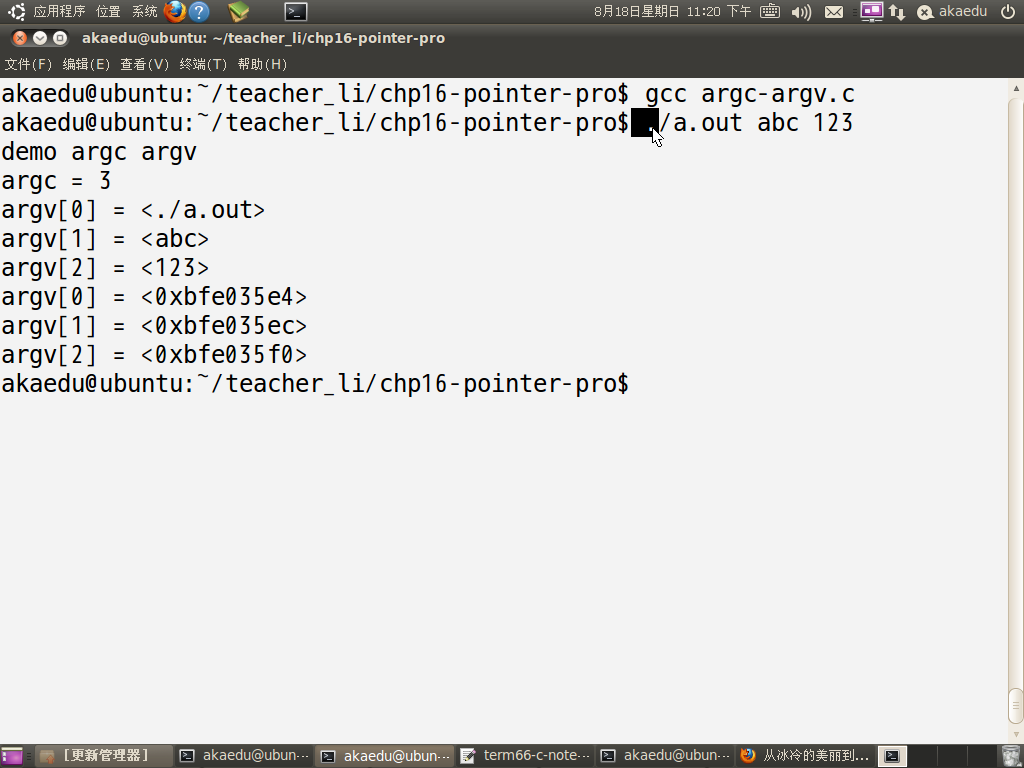 应用程序 位置 系统 8月18日星期日 11:20 下午 akaedu
akaedu@ubuntu: ~/teacher_li/chp16-pointer-pro
文件(F) 编辑(E) 查看(V) 终端(T) 帮助(H)
akaedu@ubuntu:~/teacher_li/chp16-pointer-pro$ gcc argc-argv.c
akaedu@ubuntu:~/teacher_li/chp16-pointer-pro$ ./a.out abc 123
demo argc argv
argc = 3
argv[0] = <./a.out>
argv[1] = <abc>
argv[2] = <123>
argv[0] = <0xbfe035e4>
argv[1] = <0xbfe035ec>
argv[2] = <0xbfe035f0>
akaedu@ubuntu:~/teacher_li/chp16-pointer-pro$
[更新管理器] akaedu@ubun··· akaedu@ubun··· term66-c-note··· akaedu@ubun··· 从冰冷的美丽到...